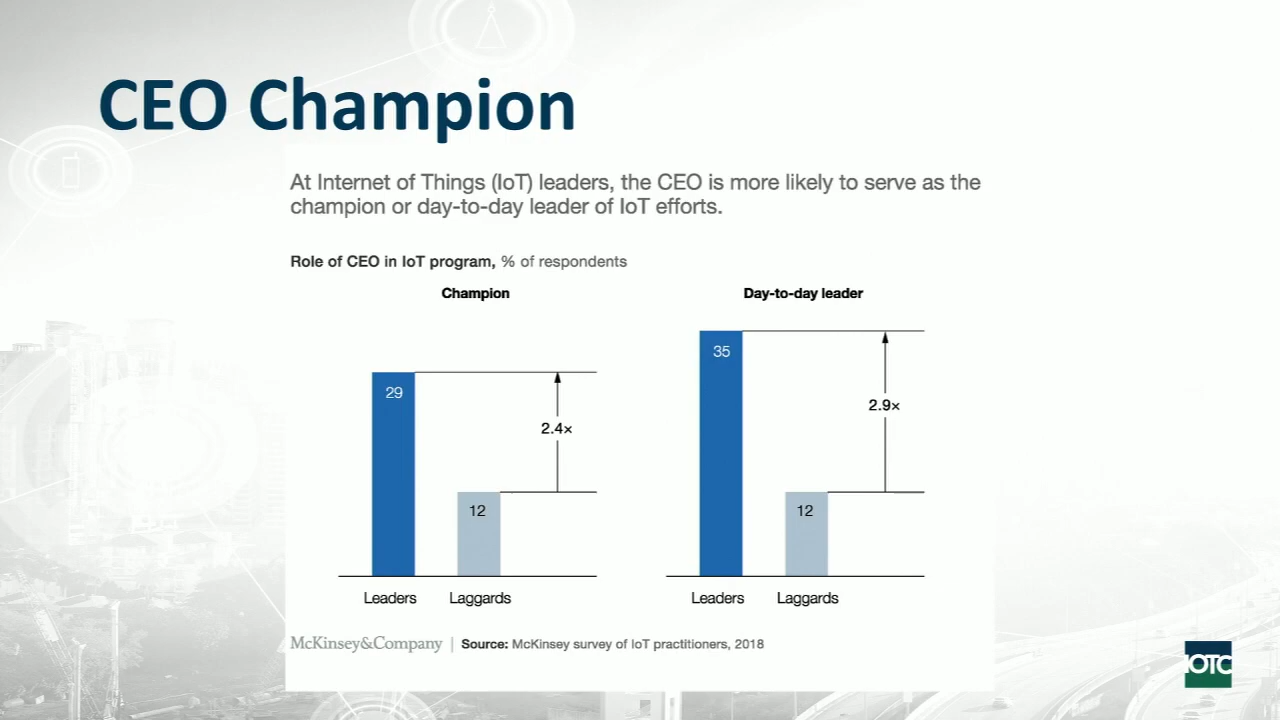 CEO Champion
At Internet of Things (IoT) leaders, the CEO is more likely to serve as the
champion or day-to-day leader of IoT efforts.
Role of CEO in IoT program, % of respondents
Champion
Day-to-day leader
35
29
2.9×
2.4×
12
12
Leaders
Laggards
Leaders
Laggards
McKinsey&Company | Source: McKinsey survey of IoT practitioners, 2018
IOTC